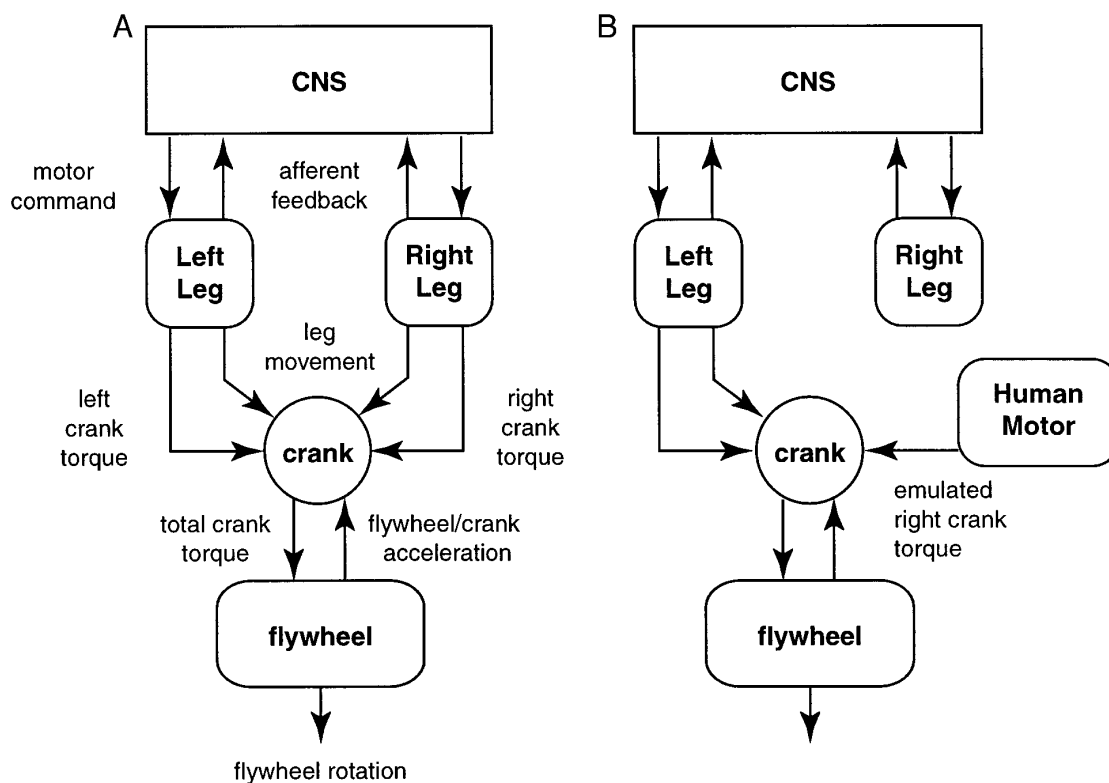 A
CNS
motor
command
afferent
feedback
Left
Leg
Right
Leg
leg
movement
left
crank
torque
right
crank
torque
crank
total crank
torque
flywheel/crank
acceleration
flywheel
flywheel rotation
B
CNS
Left
Leg
Right
Leg
Human
Motor
crank
emulated
right crank
torque
flywheel